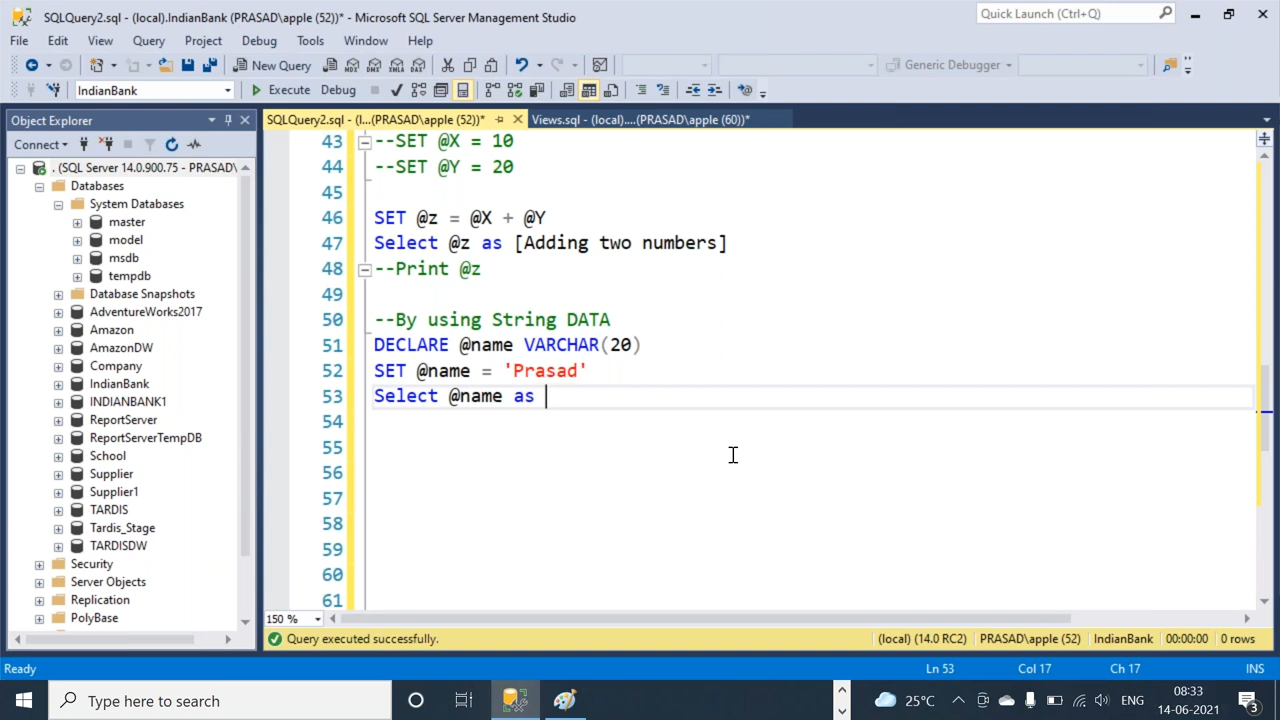 SQLQuery2.sql - (local).IndianBank (PRASAD\apple (52))* - Microsoft SQL Server Management Studio
Quick Launch (Ctrl+Q)
File Edit View Query Project Debug Tools Window Help
New Query MDX DMX XMLA DAX Generic Debugger
IndianBank Execute Debug
Object Explorer
SQLQuery2.sql - (l...(PRASAD\apple (52))* Views.sql - (local)....(PRASAD\apple (60))*
Connect
. (SQL Server 14.0.900.75 - PRASAD\
Databases
System Databases
master
model
msdb
tempdb
Database Snapshots
AdventureWorks2017
Amazon
AmazonDW
Company
IndianBank
INDIANBANK1
ReportServer
ReportServerTempDB
School
Supplier
Supplier1
TARDIS
Tardis_Stage
TARDISDW
Security
Server Objects
Replication
PolyBase
43 --SET @X = 10
44 --SET @Y = 20
45
46 SET @z = @X + @Y
47 Select @z as [Adding two numbers]
48 --Print @z
49
50 --By using String DATA
51 DECLARE @name VARCHAR(20)
52 SET @name = 'Prasad'
53 Select @name as
54
55
56
57
58
59
60
61
150 %
Query executed successfully. (local) (14.0 RC2) PRASAD\apple (52) IndianBank 00:00:00 0 rows
Ready Ln 53 Col 17 Ch 17 INS
Type here to search 25°C ENG 08:33
14-06-2021 3